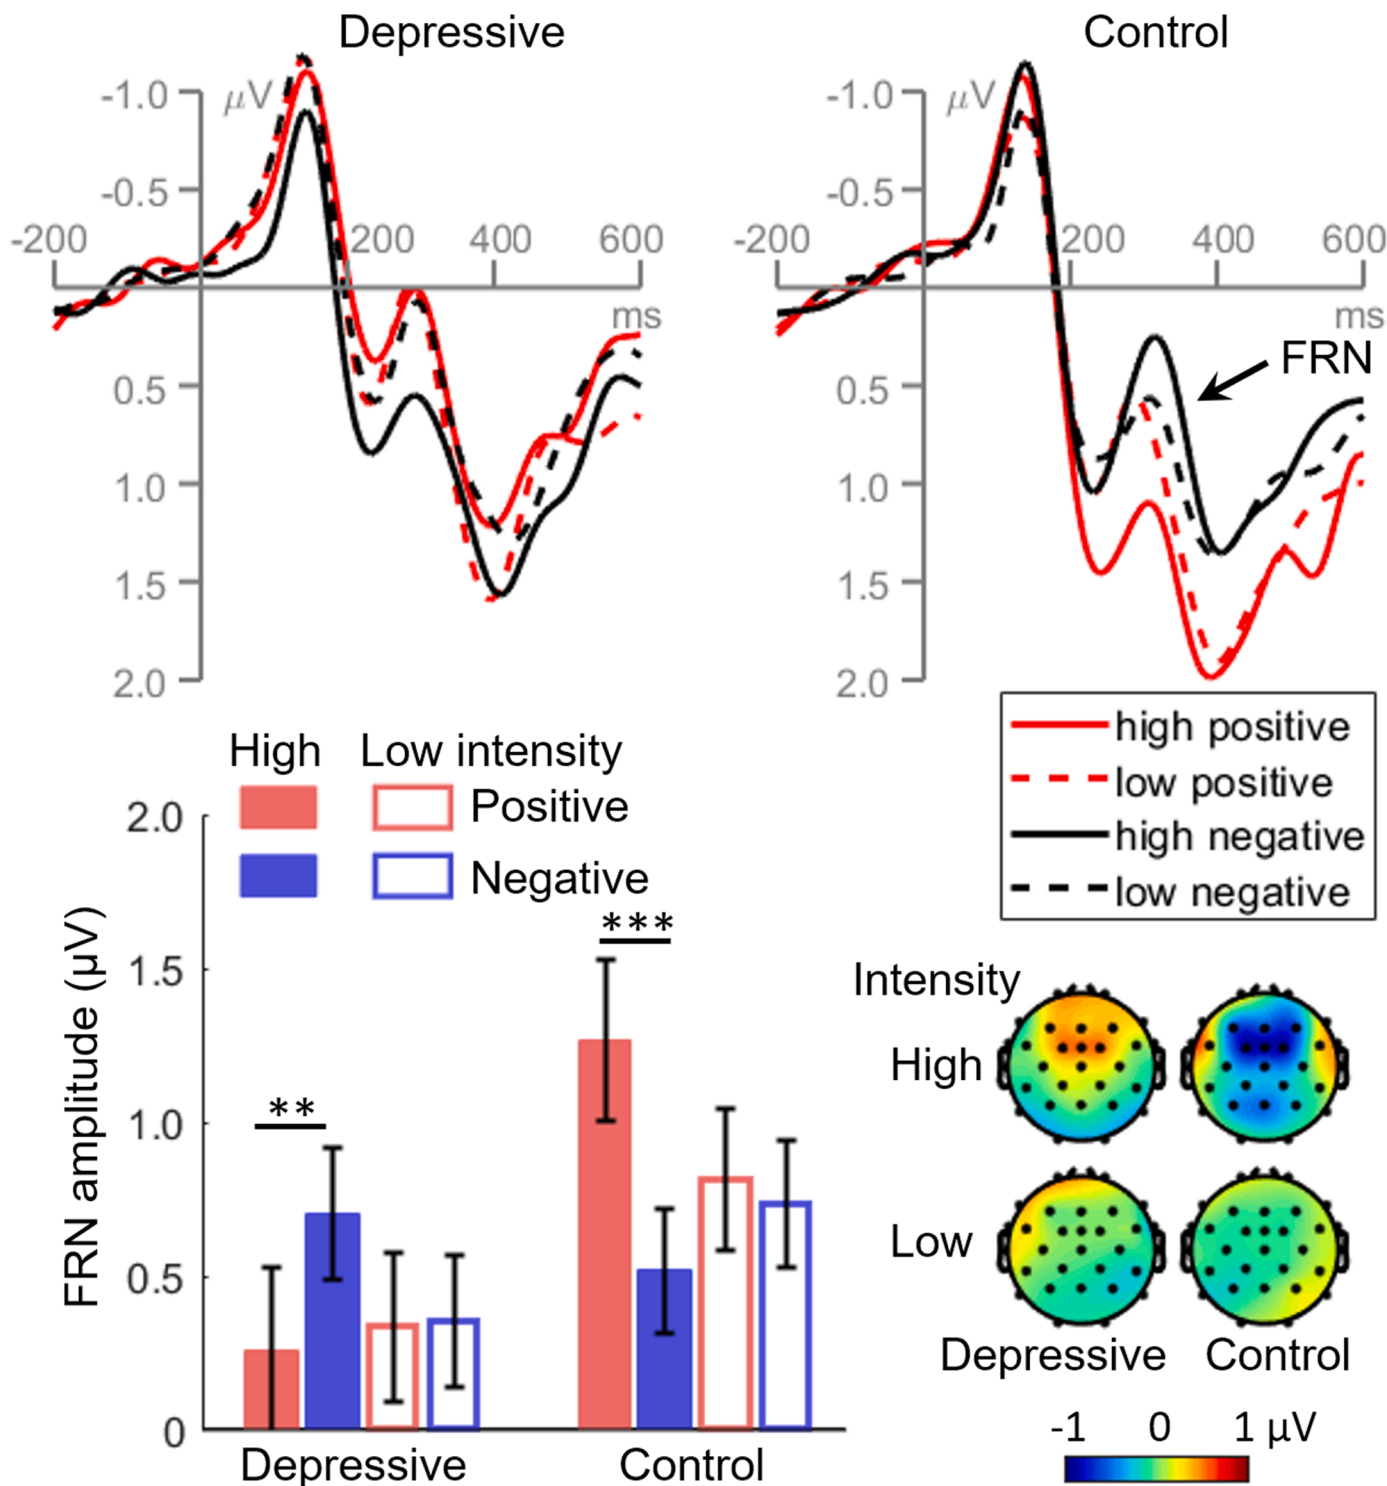 Depressive
Control
-1.0
μV
-0.5
-200
200
400
600
ms
0.5
1.0
1.5
2.0
-1.0
μV
-0.5
-200
200
400
600
ms
FRN
0.5
1.0
1.5
2.0
high positive
low positive
high negative
low negative
High Low intensity
Positive
Negative
FRN amplitude (μV)
2.0
1.5
1.0
0.5
0
**
***
Depressive
Control
Intensity
High
Low
Depressive Control
-1 0 1 μV